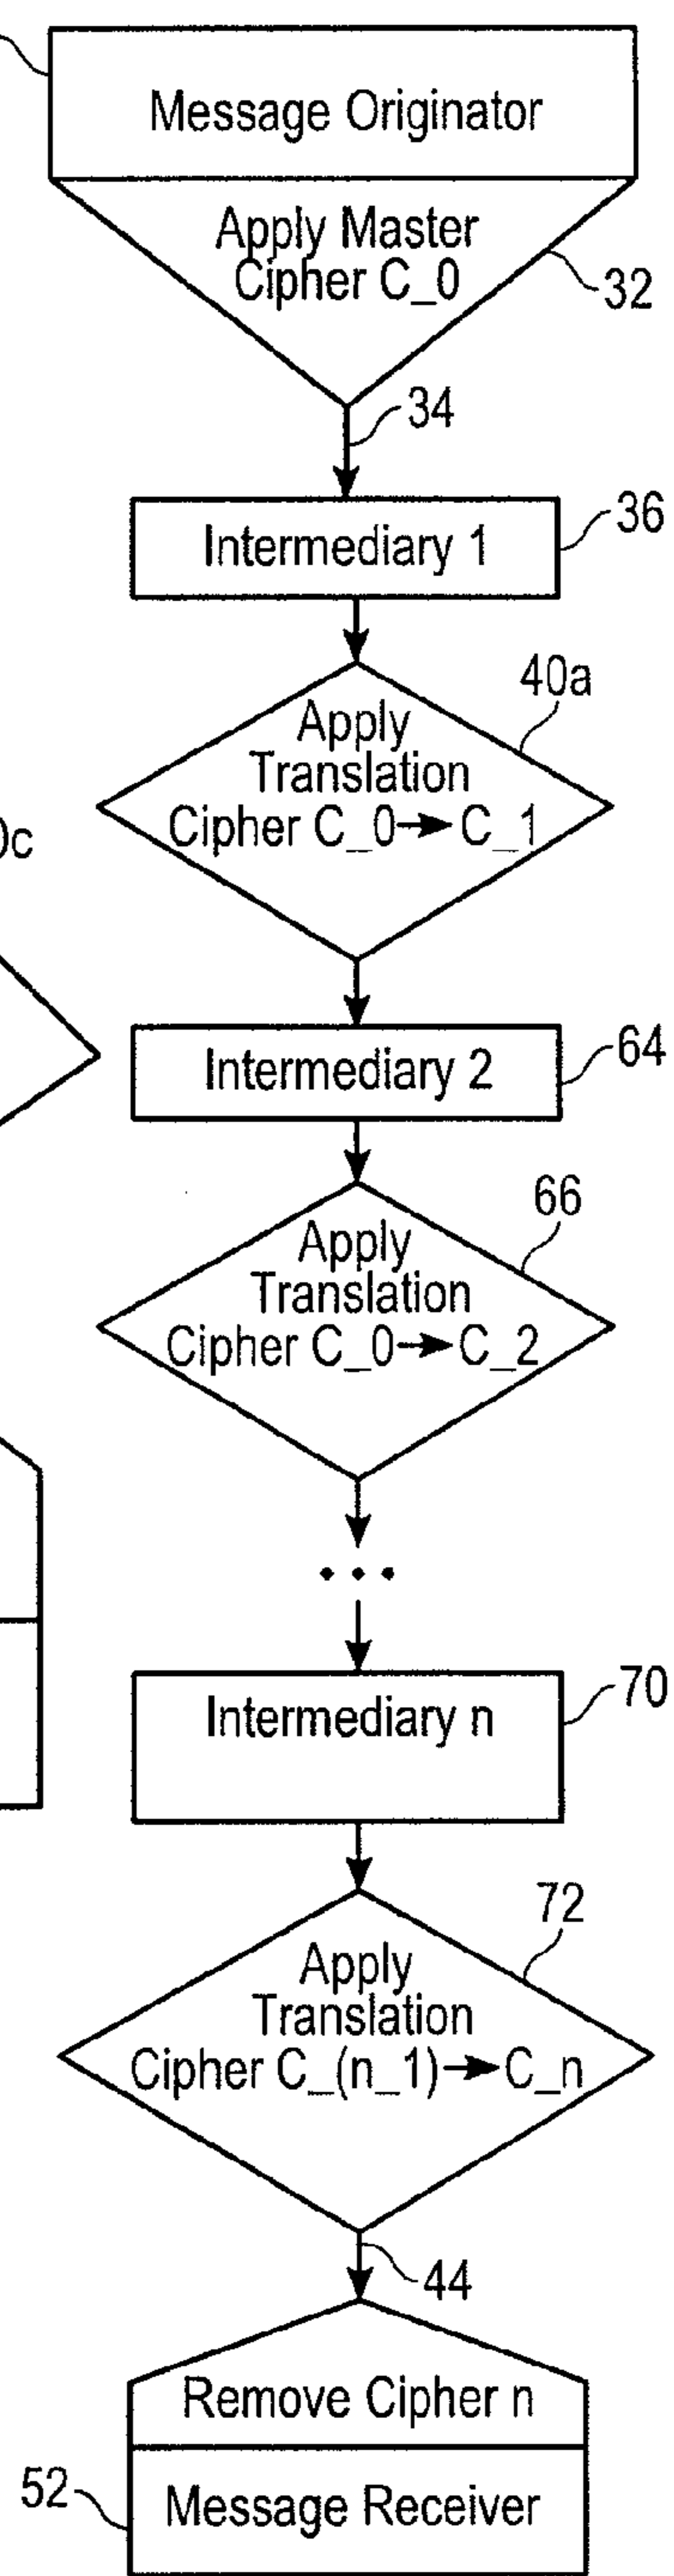 Message Originator
Apply Master
Cipher C_0
32
34
Intermediary 1
36
40a
Apply
Translation
Cipher C_0→C_1
0c
Intermediary 2
64
66
Apply
Translation
Cipher C_0→C_2
...
Intermediary n
70
72
Apply
Translation
Cipher C_(n_1)→C_n
44
Remove Cipher n
52
Message Receiver